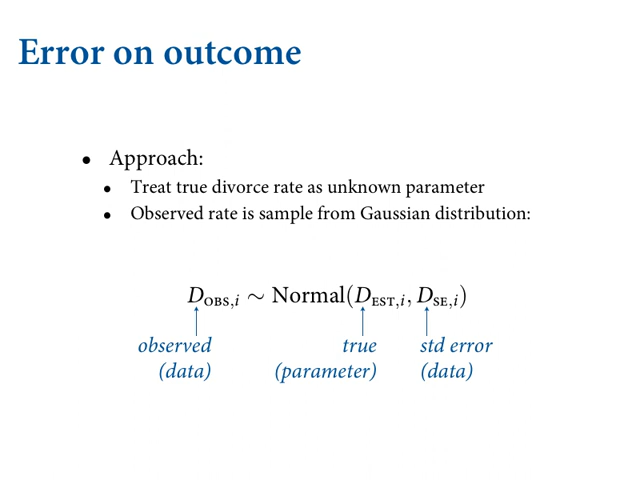 Error on outcome
• Approach:
• Treat true divorce rate as unknown parameter
• Observed rate is sample from Gaussian distribution:
D_OBS,i ~ Normal(D_EST,i, D_SE,i)
observed true std error
(data) (parameter) (data)